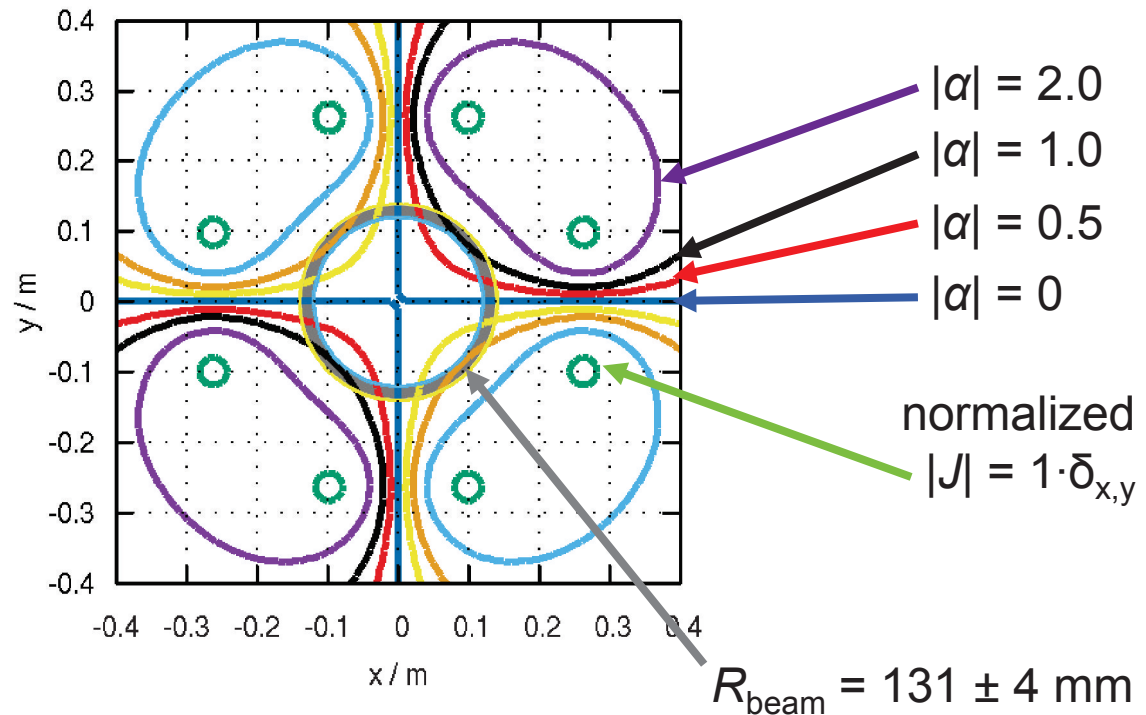 0.4
0.3
0.2
0.1
0
-0.1
-0.2
-0.3
-0.4
y / m
-0.4 -0.3 -0.2 -0.1 0 0.1 0.2 0.3 0.4
x / m
|α| = 2.0
|α| = 1.0
|α| = 0.5
|α| = 0
normalized
|J| = 1·δx,y
Rbeam = 131 ± 4 mm